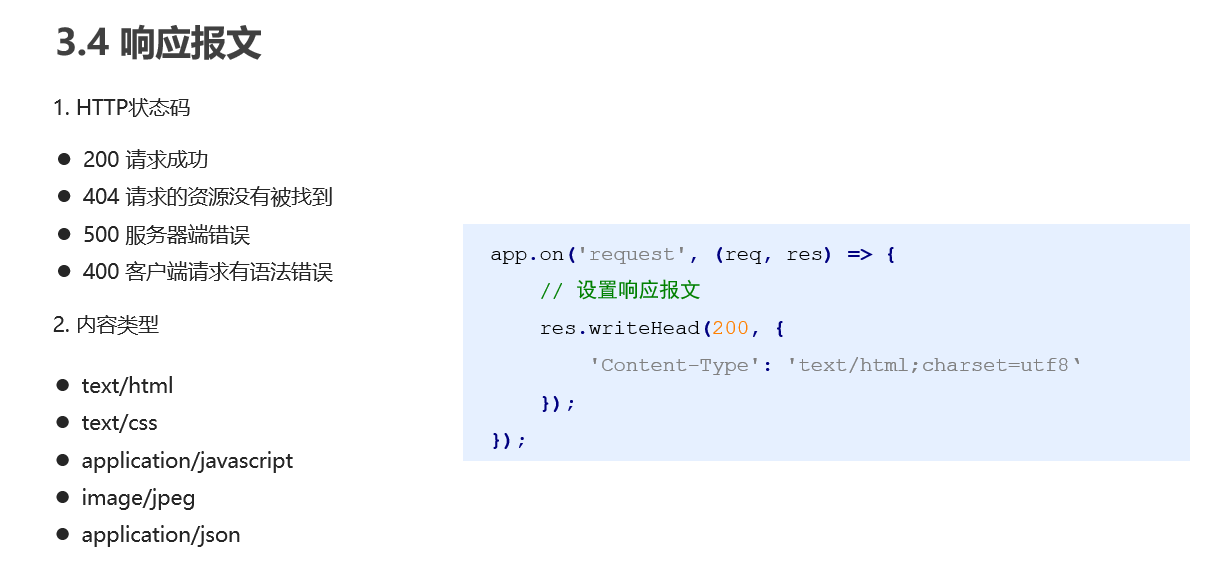 3.4 响应报文
1. HTTP状态码
● 200 请求成功
● 404 请求的资源没有被找到
● 500 服务器端错误
● 400 客户端请求有语法错误
2. 内容类型
● text/html
● text/css
● application/javascript
● image/jpeg
● application/json
app.on('request', (req, res) => {
    // 设置响应报文
    res.writeHead(200, {
        'Content-Type': 'text/html;charset=utf8‘
    });
});